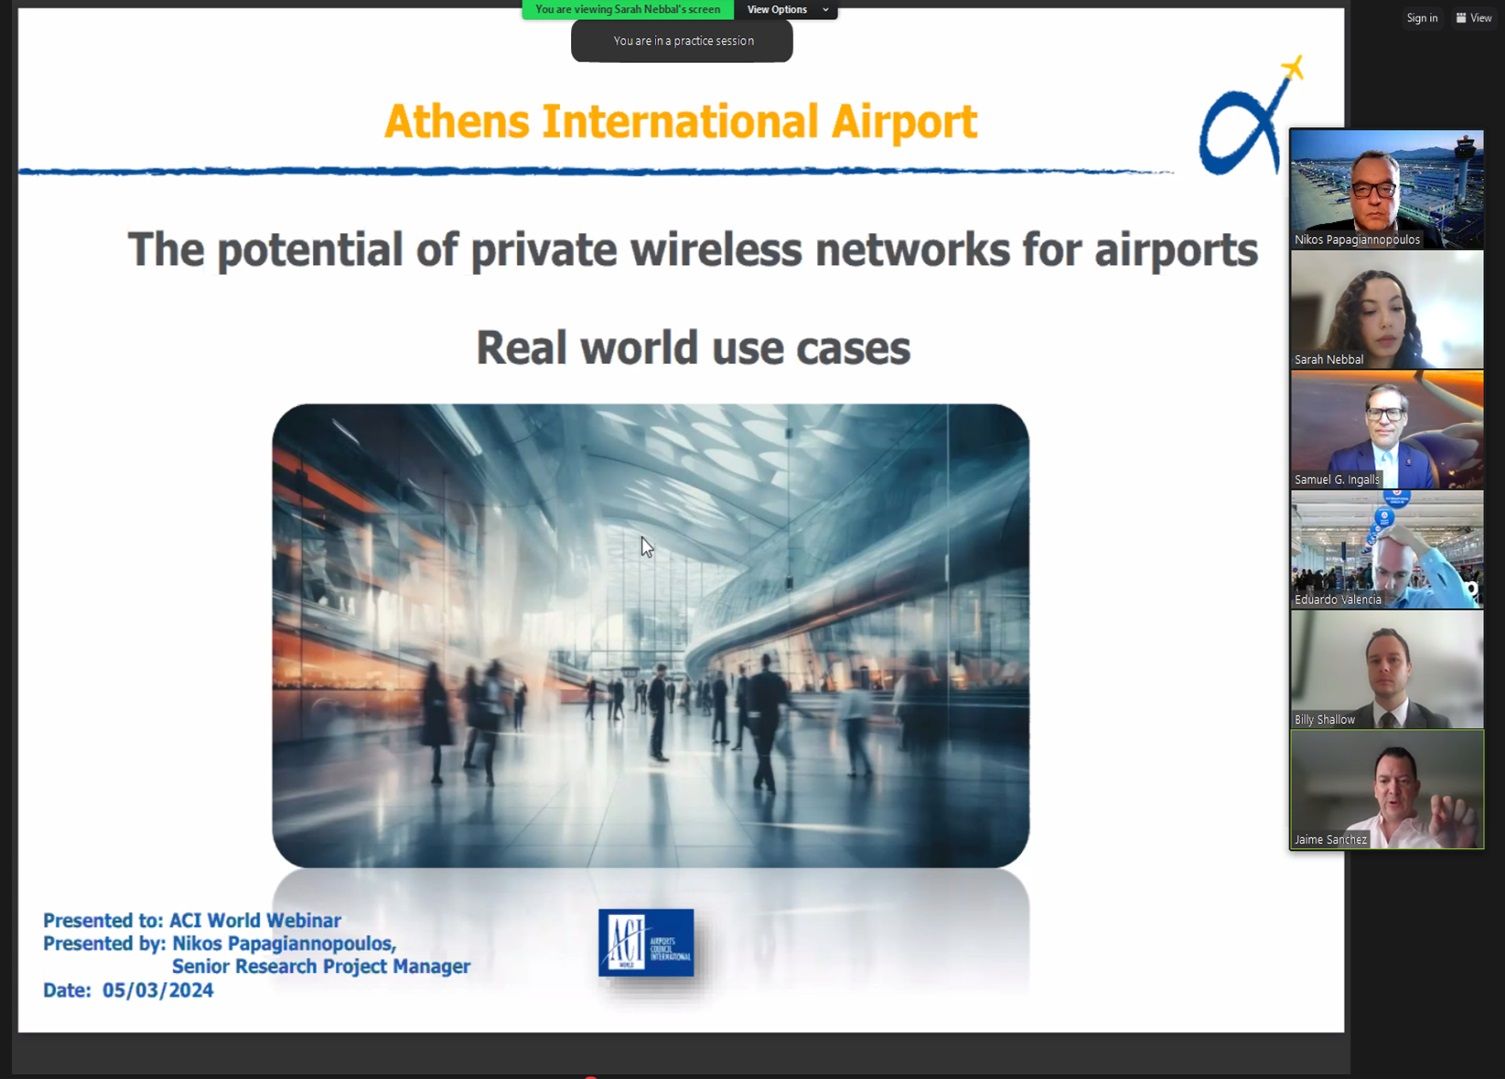 You are viewing Sarah Nebbal's screen
View Options
Sign in
View
You are in a practice session
Athens International Airport
The potential of private wireless networks for airports
Real world use cases
Nikos Papagiannopoulos
Sarah Nebbal
Samuel G. Ingalls
Eduardo Valencia
Billy Shallow
Jaime Sanchez
Presented to: ACI World Webinar
Presented by: Nikos Papagiannopoulos,
Senior Research Project Manager
Date: 05/03/2024
ACI
WORLD
AIRPORTS
COUNCIL
INTERNATIONAL